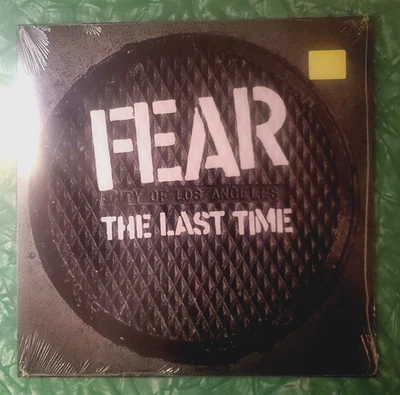 FEAR
CITY OF LOS ANGELES
THE LAST TIME